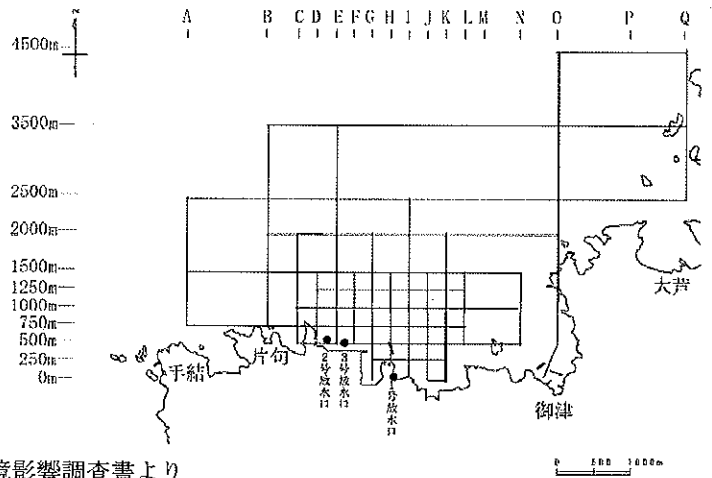 A B C D E F G H I J K L M N O P Q
4500m
3500m
2500m
2000m
1500m
1250m
1000m
750m
500m
250m
0m
手結
片句
2号放水口
3号放水口
1号放水口
御津
大芦
0 500 1000m
境影響調査書より